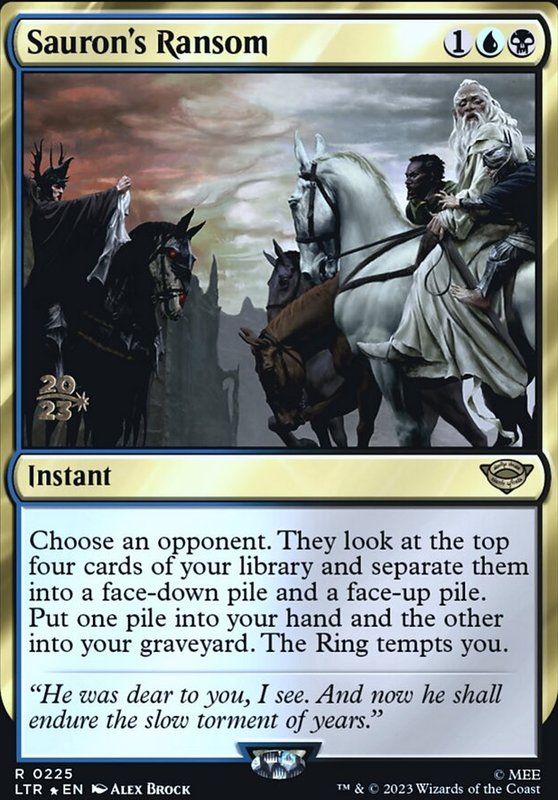 Sauron's Ransom
1
20
23
Instant
Choose an opponent. They look at the top
four cards of your library and separate them
into a face-down pile and a face-up pile.
Put one pile into your hand and the other
into your graveyard. The Ring tempts you.
“He was dear to you, I see. And now he shall
endure the slow torment of years.”
R 0225
LTR ★ EN Alex Brock
© MEE
™ & © 2023 Wizards of the Coast